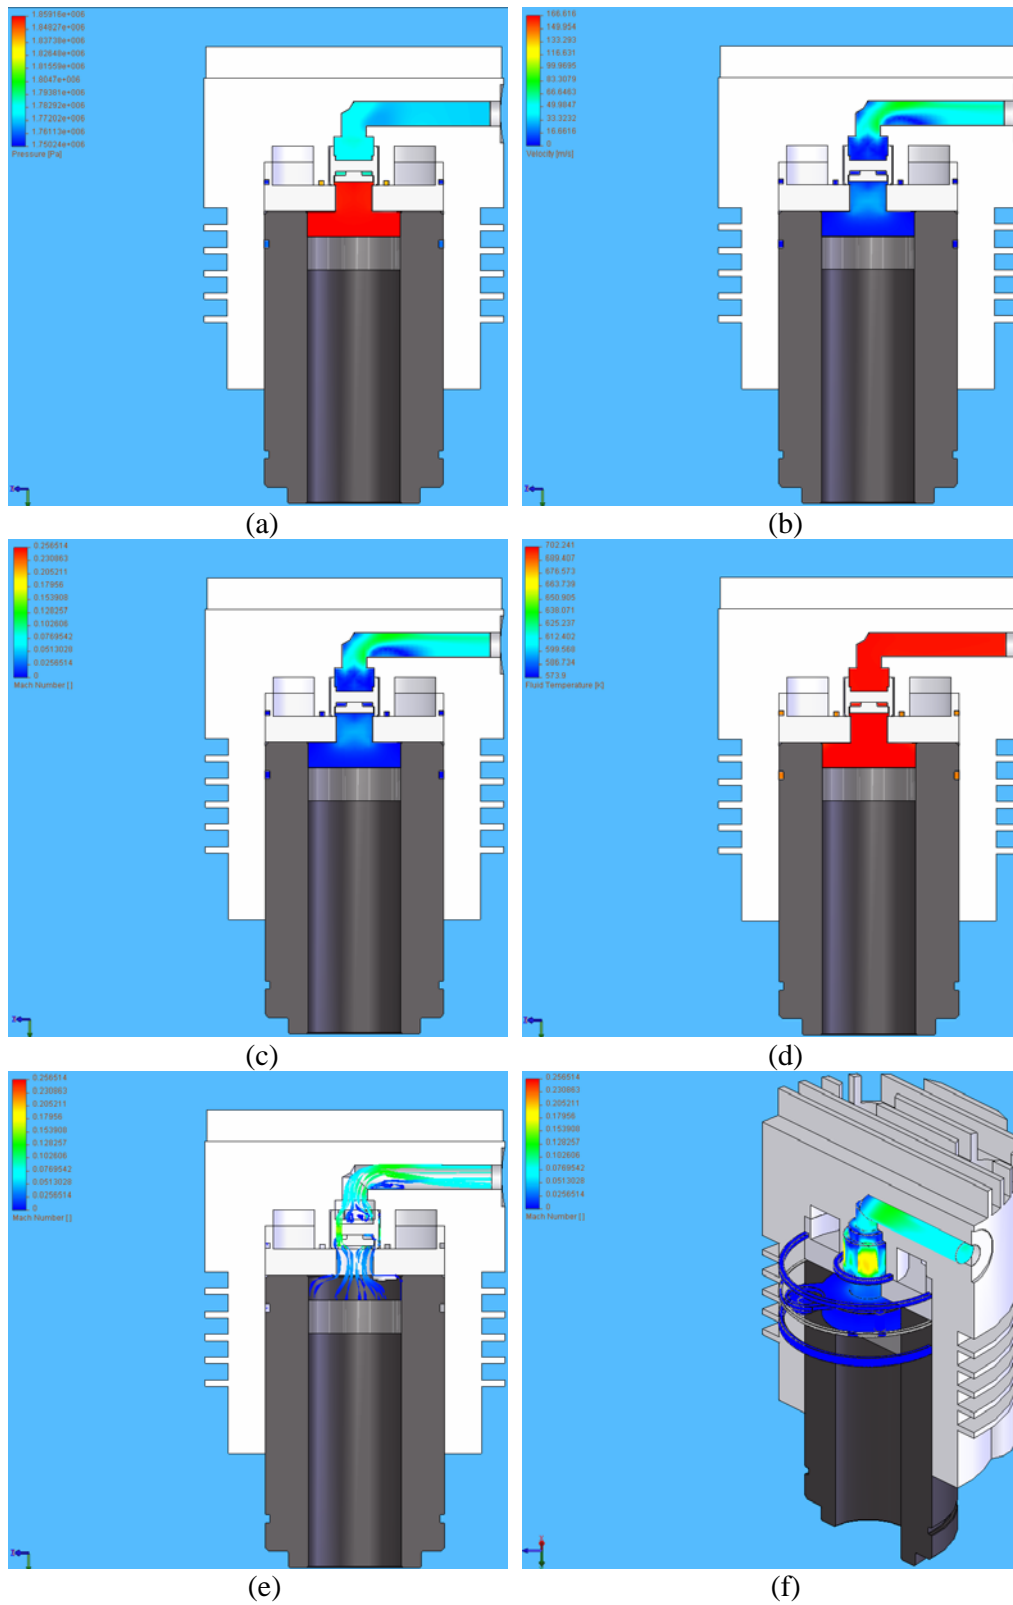 1.85916e+006
1.84827e+006
1.83738e+006
1.82648e+006
1.81559e+006
1.8047e+006
1.79381e+006
1.78292e+006
1.77202e+006
1.76113e+006
1.75024e+006
Pressure [Pa]
(a)
166.616
149.954
133.293
116.631
99.9695
83.3079
66.6463
49.9847
33.3232
16.6616
0
Velocity [m/s]
(b)
0.256514
0.230863
0.205211
0.17956
0.153908
0.128257
0.102606
0.0769542
0.0513028
0.0256514
0
Mach Number [ ]
(c)
702.241
689.407
676.573
663.739
650.905
638.071
625.237
612.402
599.568
586.734
573.9
Fluid Temperature [K]
(d)
0.256514
0.230863
0.205211
0.17956
0.153908
0.128257
0.102606
0.0769542
0.0513028
0.0256514
0
Mach Number [ ]
(e)
0.256514
0.230863
0.205211
0.17956
0.153908
0.128257
0.102606
0.0769542
0.0513028
0.0256514
0
Mach Number [ ]
(f)